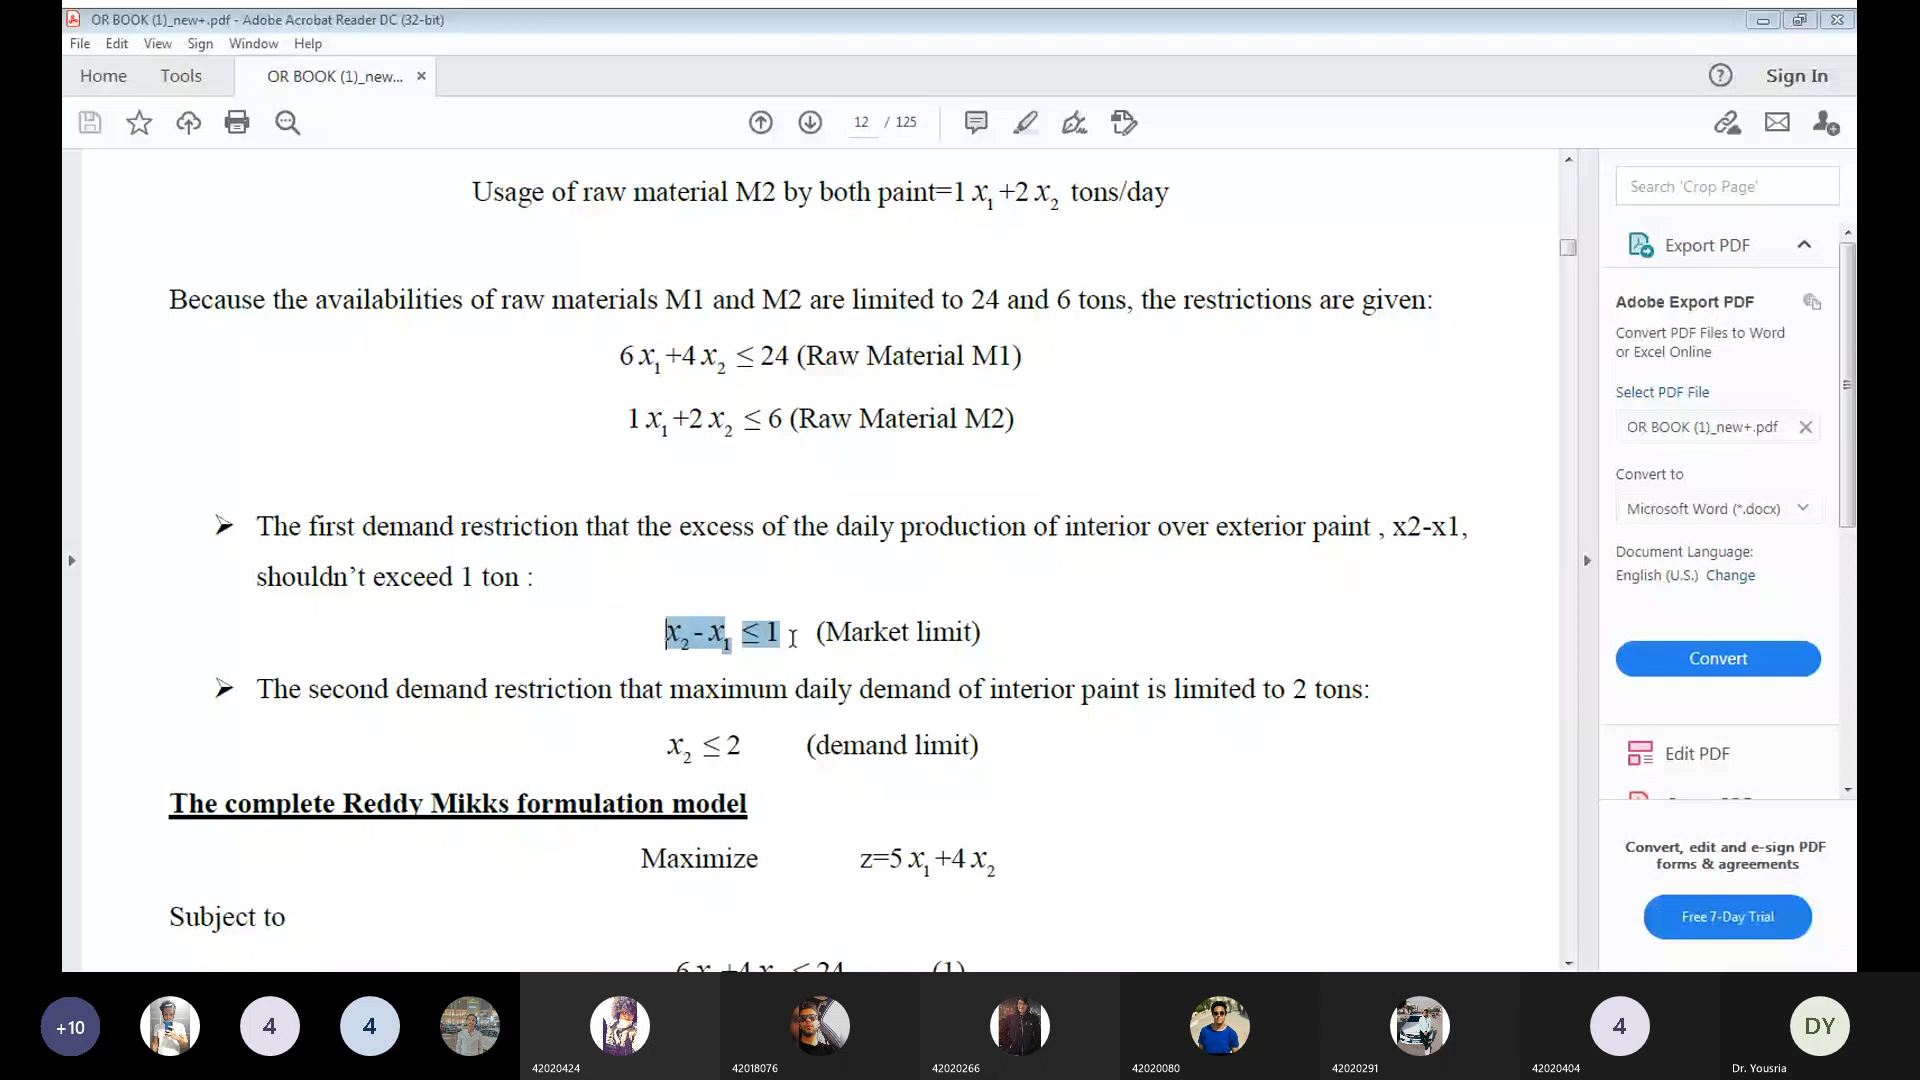 OR BOOK (1)_new+.pdf - Adobe Acrobat Reader DC (32-bit)
File Edit View Sign Window Help
Home Tools OR BOOK (1)_new... × Sign In
12 / 125
Usage of raw material M2 by both paint=1 x₁+2 x₂ tons/day
Because the availabilities of raw materials M1 and M2 are limited to 24 and 6 tons, the restrictions are given:
6 x₁+4 x₂ ≤ 24 (Raw Material M1)
1 x₁+2 x₂ ≤ 6 (Raw Material M2)
➢ The first demand restriction that the excess of the daily production of interior over exterior paint , x2-x1,
shouldn’t exceed 1 ton :
x₂ - x₁ ≤ 1 (Market limit)
➢ The second demand restriction that maximum daily demand of interior paint is limited to 2 tons:
x₂ ≤ 2 (demand limit)
The complete Reddy Mikks formulation model
Maximize z=5 x₁+4 x₂
Subject to
6 x₁+4 x₂ ≤ 24 (1)
Search 'Crop Page'
Export PDF
Adobe Export PDF
Convert PDF Files to Word
or Excel Online
Select PDF File
OR BOOK (1)_new+.pdf
Convert to
Microsoft Word (*.docx)
Document Language:
English (U.S.) Change
Convert
Edit PDF
Convert, edit and e-sign PDF
forms & agreements
Free 7-Day Trial
+10 4 4 4 DY
42020424 42018076 42020266 42020080 42020291 42020404 Dr. Yousria